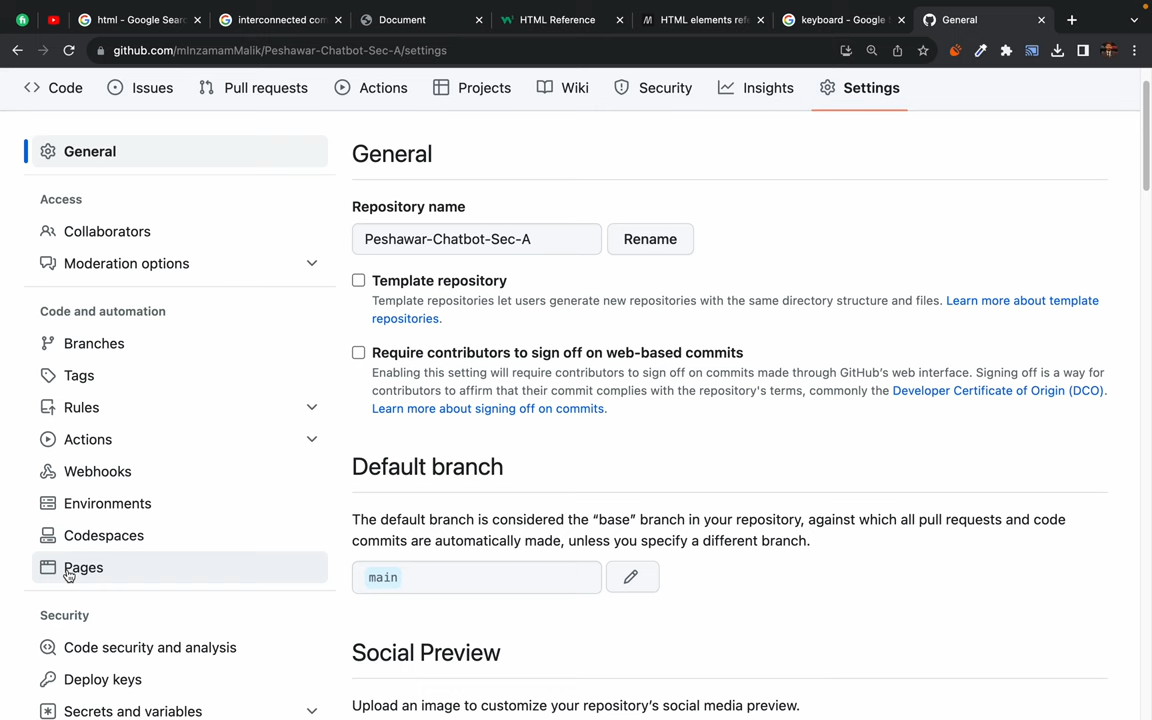 html - Google Sear
interconnected com
Document
HTML Reference
HTML elements ref
keyboard - Google
General
github.com/mInzamamMalik/Peshawar-Chatbot-Sec-A/settings
Code
Issues
Pull requests
Actions
Projects
Wiki
Security
Insights
Settings
General
Access
Collaborators
Moderation options
Code and automation
Branches
Tags
Rules
Actions
Webhooks
Environments
Codespaces
Pages
Security
Code security and analysis
Deploy keys
Secrets and variables
General
Repository name
Peshawar-Chatbot-Sec-A
Rename
Template repository
Template repositories let users generate new repositories with the same directory structure and files. Learn more about template
repositories.
Require contributors to sign off on web-based commits
Enabling this setting will require contributors to sign off on commits made through GitHub's web interface. Signing off is a way for
contributors to affirm that their commit complies with the repository's terms, commonly the Developer Certificate of Origin (DCO).
Learn more about signing off on commits.
Default branch
The default branch is considered the “base” branch in your repository, against which all pull requests and code
commits are automatically made, unless you specify a different branch.
main
Social Preview
Upload an image to customize your repository's social media preview.